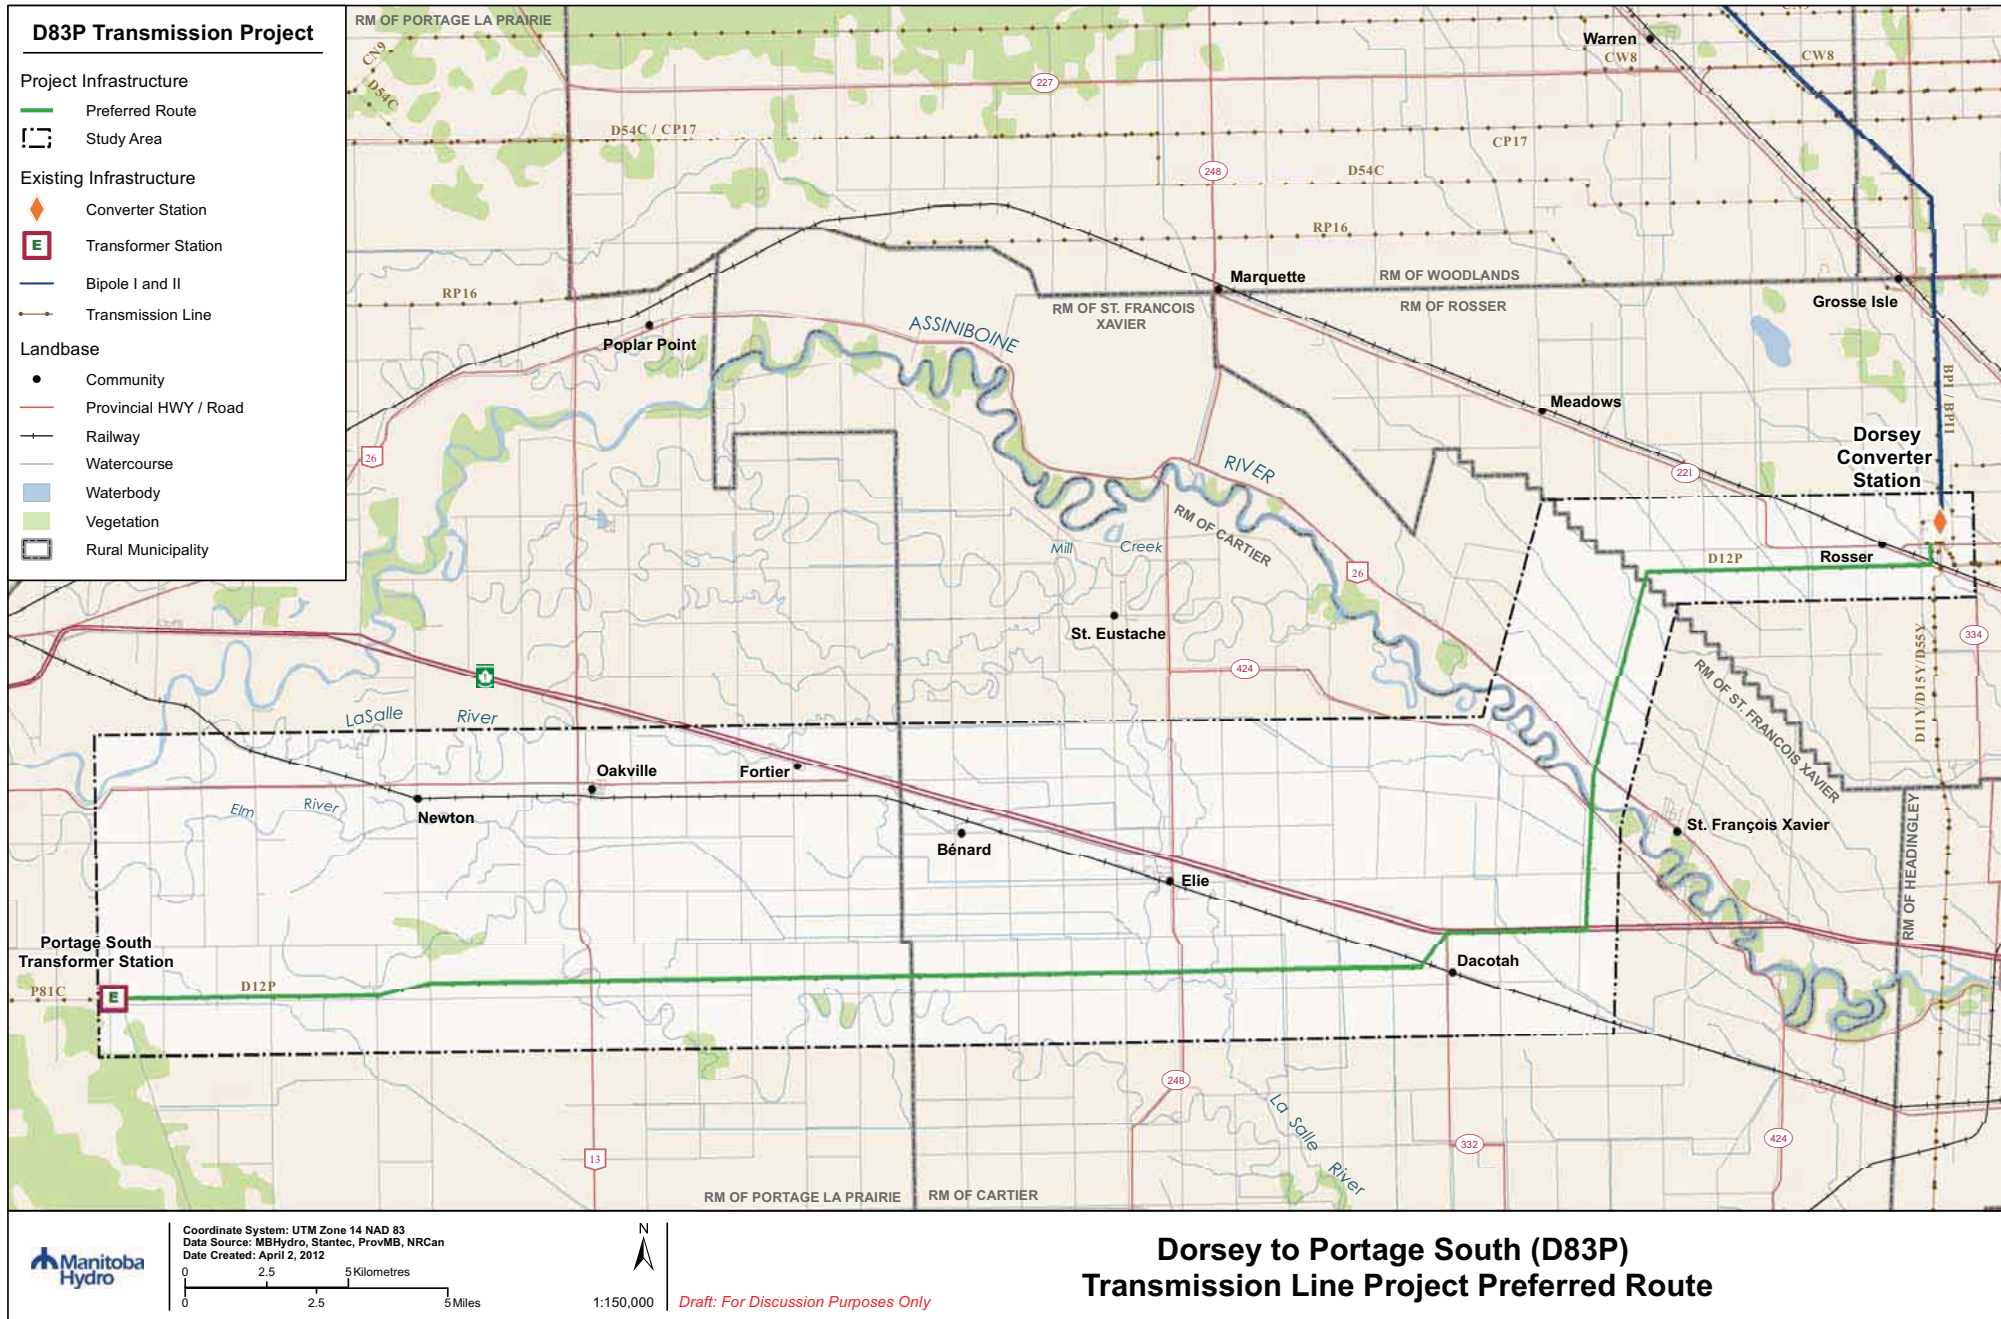 D83P Transmission Project
Project Infrastructure
Preferred Route
Study Area
Existing Infrastructure
Converter Station
E
Transformer Station
Bipole I and II
Transmission Line
Landbase
Community
Provincial HWY / Road
Railway
Watercourse
Waterbody
Vegetation
Rural Municipality
RM OF PORTAGE LA PRAIRIE
CN9
D54C
227
D54C / CP17
248
CP17
D54C
RP16
RP16
Warren
CW8
CW8
CN9
Marquette
RM OF WOODLANDS
RM OF ROSSER
RM OF ST. FRANCOIS
XAVIER
Grosse Isle
Poplar Point
ASSINIBOINE
RIVER
BPI / BPII
Meadows
26
221
Dorsey
Converter
Station
RM OF CARTIER
Mill
Creek
26
D12P
Rosser
St. Eustache
424
334
D11Y/D15Y/D55Y
RM OF ST. FRANCOIS XAVIER
1
LaSalle
River
Oakville
Fortier
Elm
River
Newton
Bénard
Elie
St. François Xavier
RM OF HEADINGLEY
Portage South
Transformer Station
P81C
E
D12P
Dacotah
248
La Salle
River
13
332
424
RM OF PORTAGE LA PRAIRIE
RM OF CARTIER
Manitoba
Hydro
Coordinate System: UTM Zone 14 NAD 83
Data Source: MBHydro, Stantec, ProvMB, NRCan
Date Created: April 2, 2012
0 2.5 5 Kilometres
0 2.5 5 Miles
N
1:150,000
Draft: For Discussion Purposes Only
Dorsey to Portage South (D83P)
Transmission Line Project Preferred Route